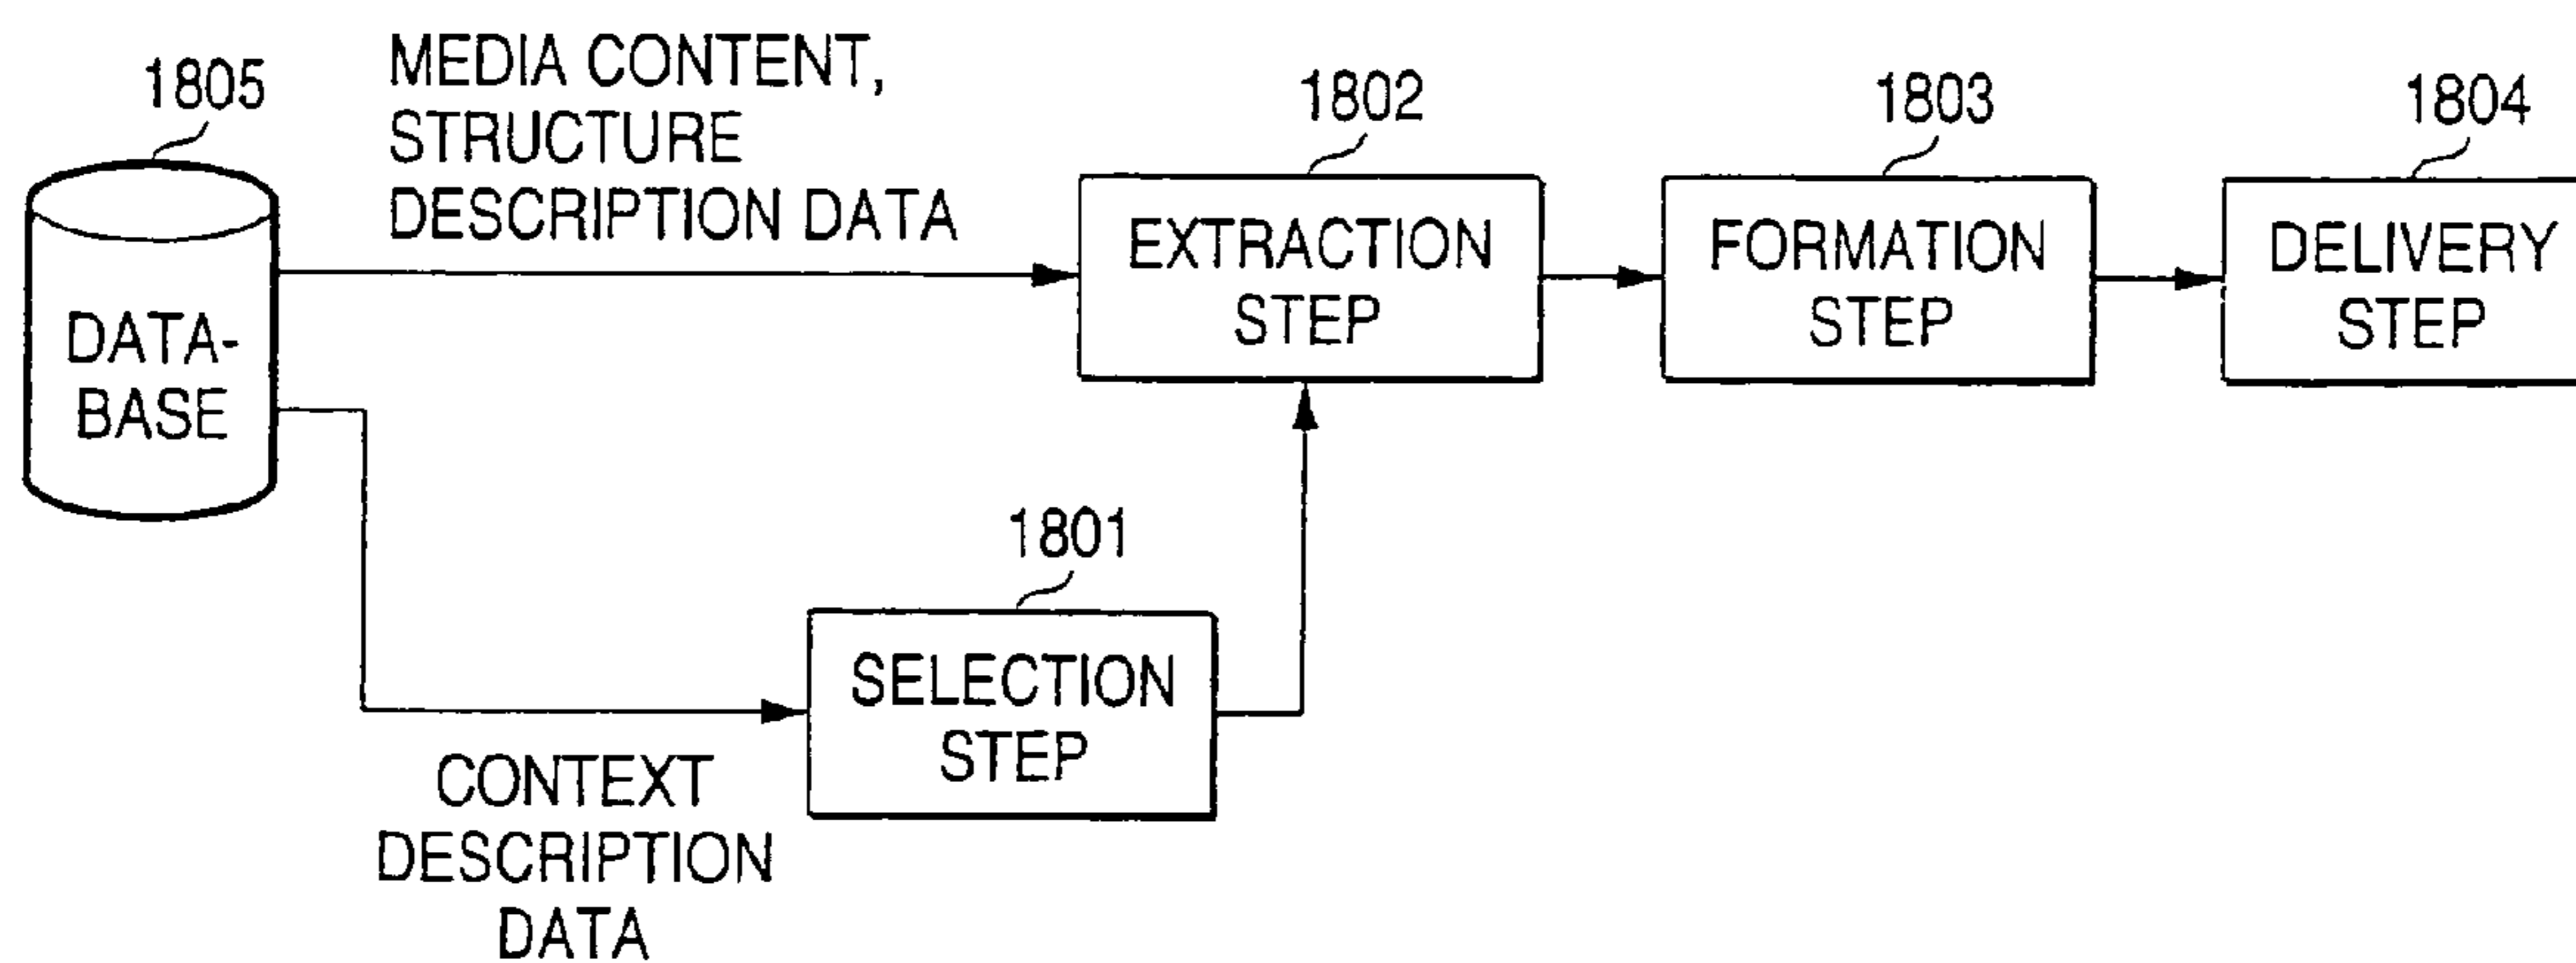 1805
MEDIA CONTENT,
STRUCTURE
DESCRIPTION DATA
DATA-
BASE
1802
EXTRACTION
STEP
1803
FORMATION
STEP
1804
DELIVERY
STEP
1801
SELECTION
STEP
CONTEXT
DESCRIPTION
DATA